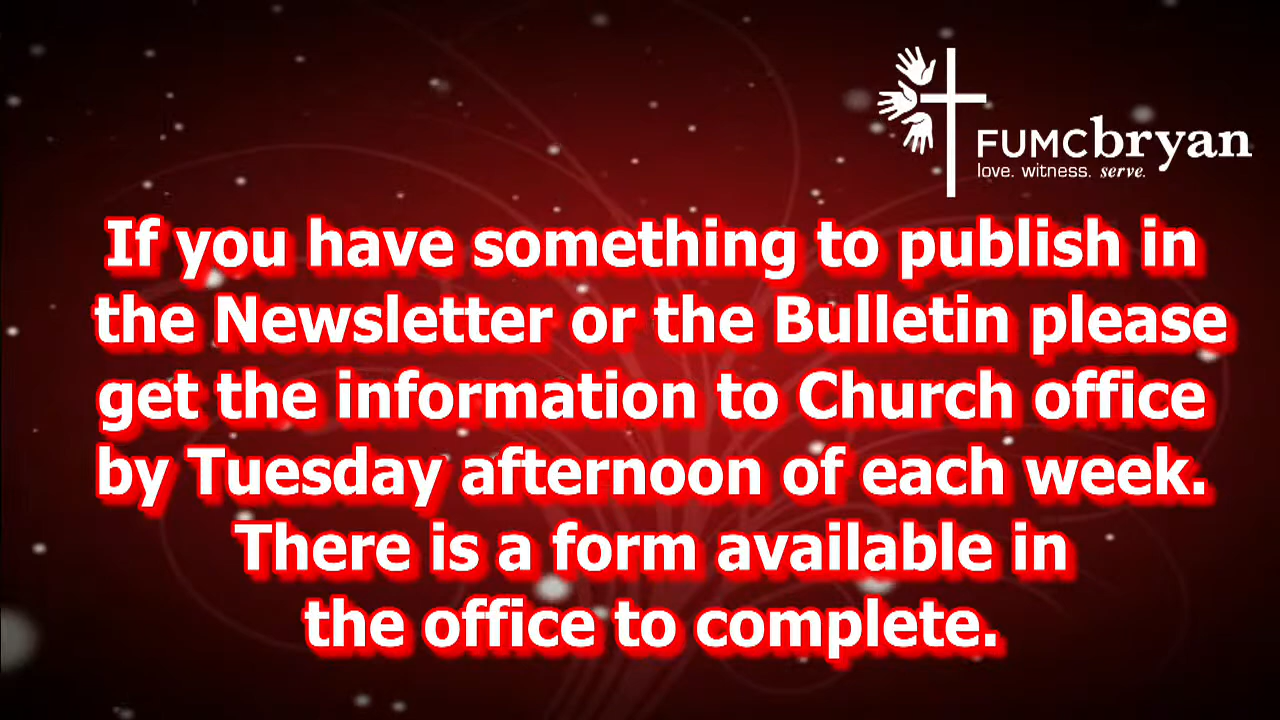 FUMCbryan
love. witness. serve.
If you have something to publish in
the Newsletter or the Bulletin please
get the information to Church office
by Tuesday afternoon of each week.
There is a form available in
the office to complete.